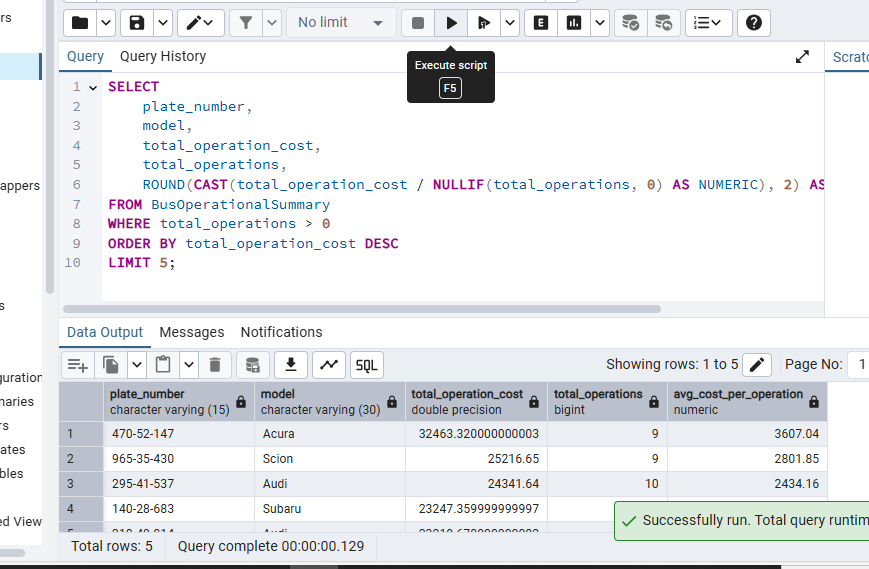 rs
No limit
E
Query
Query History
Scrat
Execute script
F5
1 SELECT
2 plate_number,
3 model,
4 total_operation_cost,
5 total_operations,
6 ROUND(CAST(total_operation_cost / NULLIF(total_operations, 0) AS NUMERIC), 2) AS
7 FROM BusOperationalSummary
8 WHERE total_operations > 0
9 ORDER BY total_operation_cost DESC
10 LIMIT 5;
appers
s
guration
naries
rs
ates
bles
ed View
Data Output
Messages
Notifications
SQL
Showing rows: 1 to 5
Page No:
1
plate_number
character varying (15)
model
character varying (30)
total_operation_cost
double precision
total_operations
bigint
avg_cost_per_operation
numeric
1 470-52-147 Acura 32463.320000000003 9 3607.04
2 965-35-430 Scion 25216.65 9 2801.85
3 295-41-537 Audi 24341.64 10 2434.16
4 140-28-683 Subaru 23247.359999999997
Successfully run. Total query runtim
Total rows: 5
Query complete 00:00:00.129